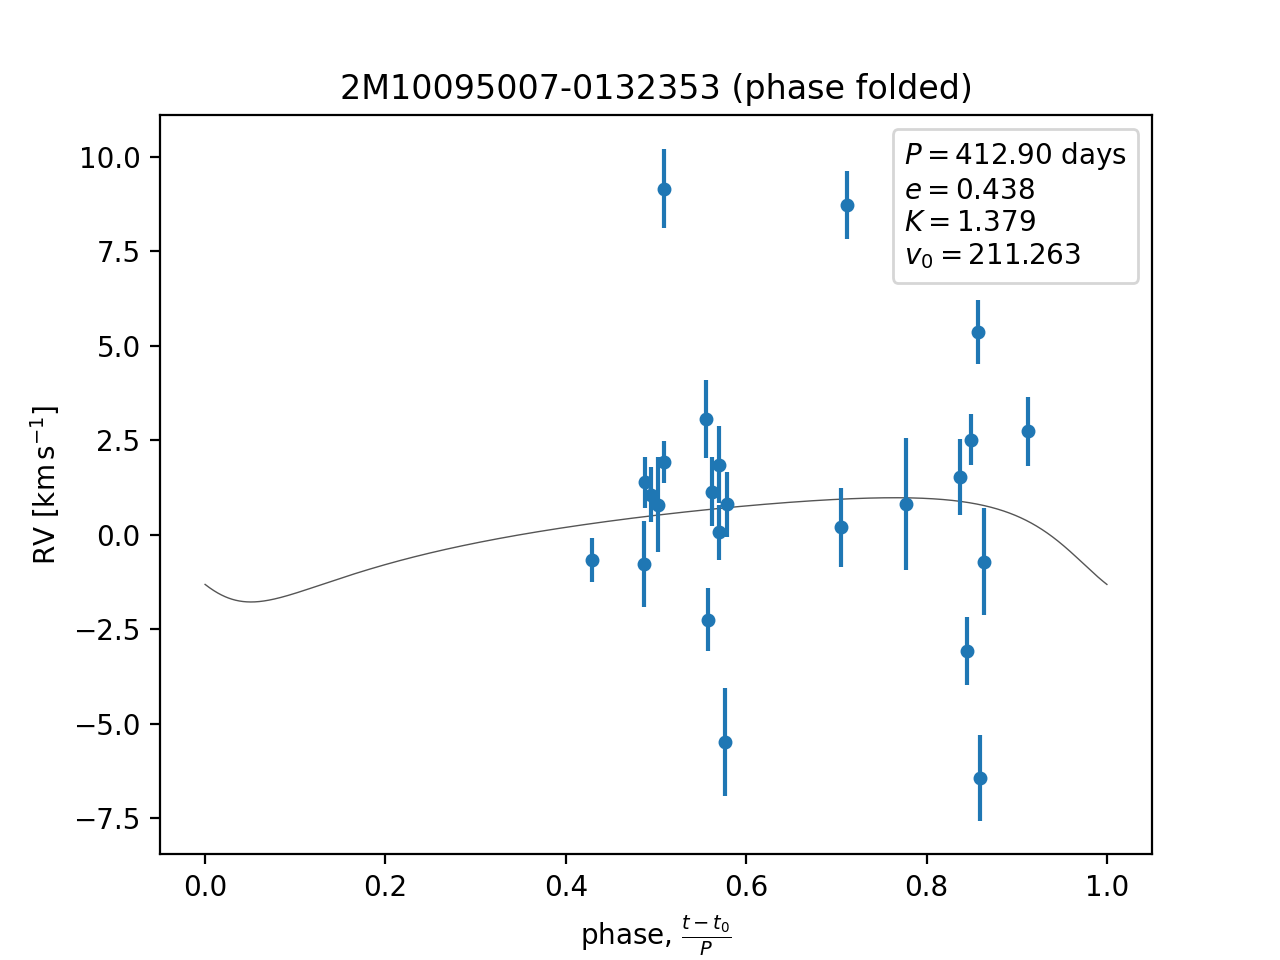 2M10095007-0132353 (phase folded)
P = 412.90 days
e = 0.438
K = 1.379
v₀ = 211.263
10.0
7.5
5.0
2.5
0.0
−2.5
−5.0
−7.5
RV [km s⁻¹]
0.0 0.2 0.4 0.6 0.8 1.0
phase, (t − t₀)/P